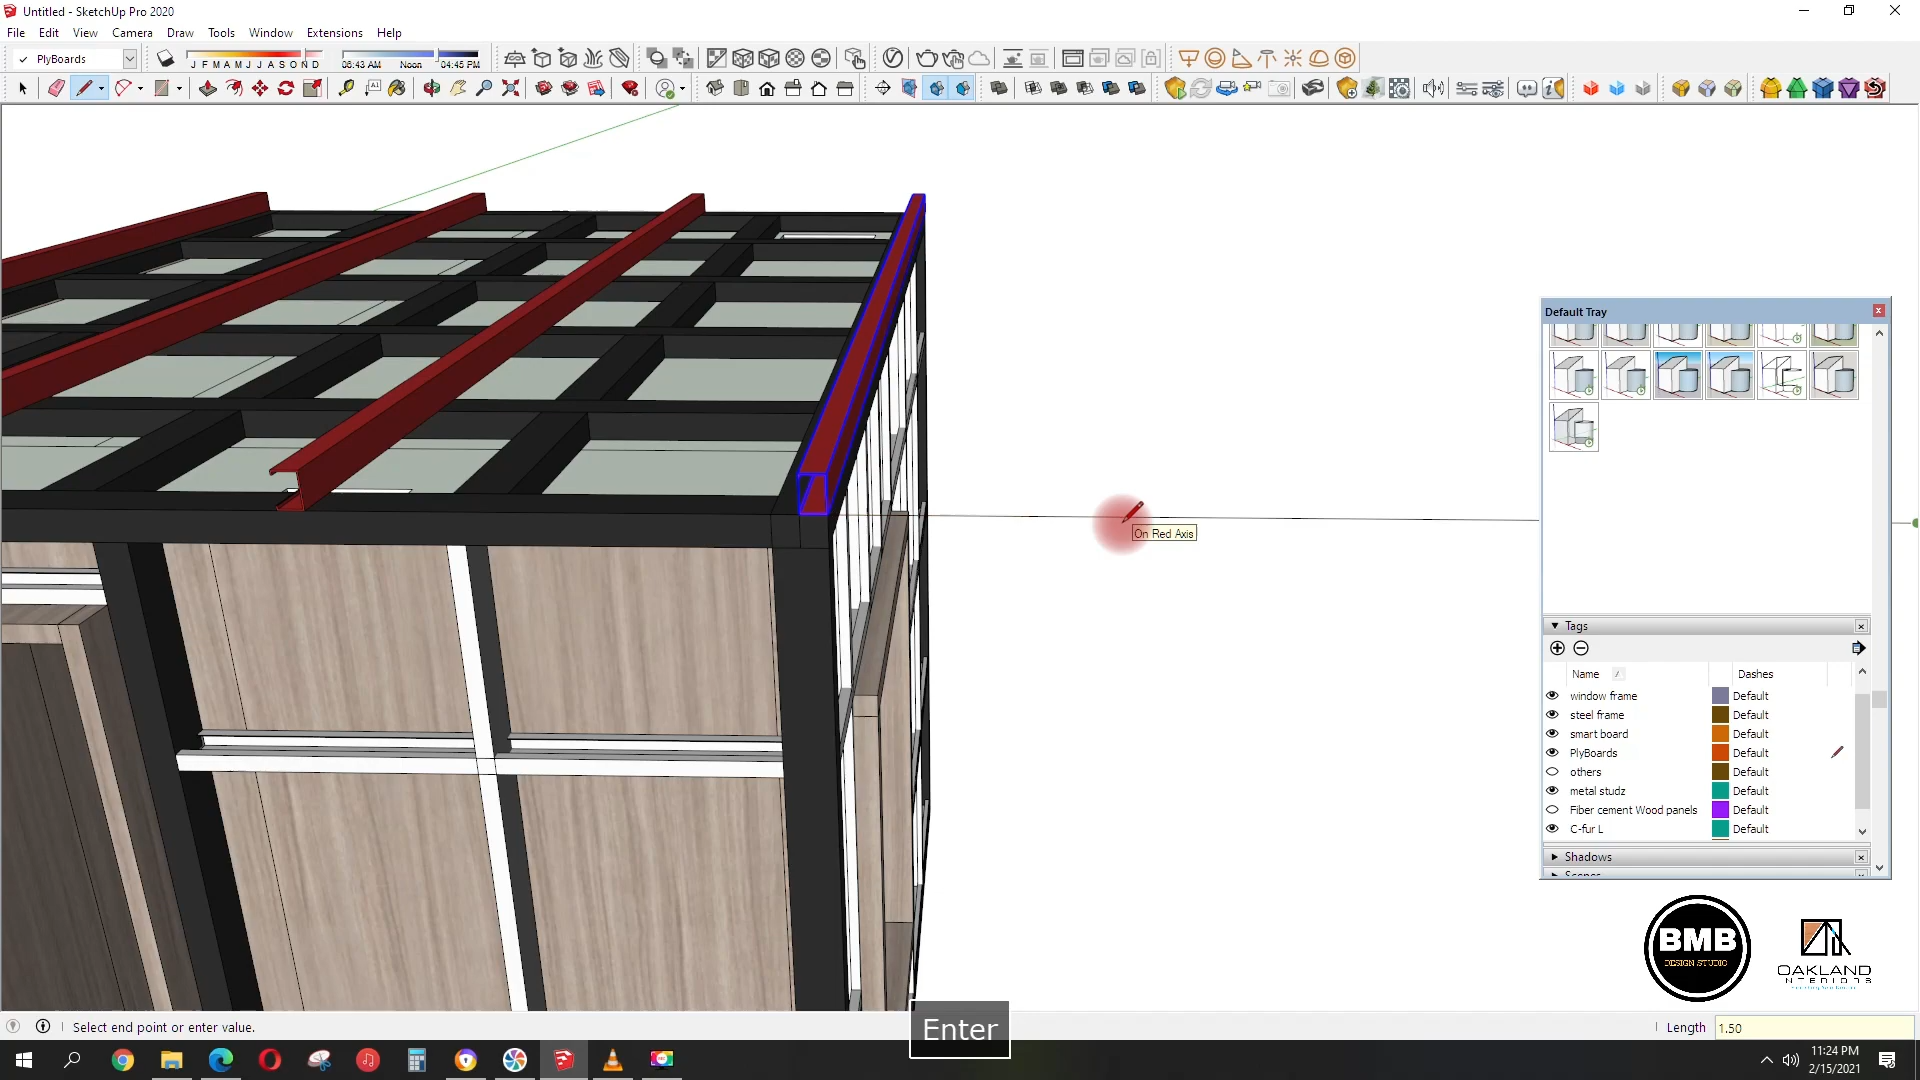 Untitled - SketchUp Pro 2020
File Edit View Camera Draw Tools Window Extensions Help
PlyBoards
J F M A M J J A S O N D
06:43 AM Noon 04:45 PM
On Red Axis
Default Tray
Tags
Name Dashes
window frame Default
steel frame Default
smart board Default
PlyBoards Default
others Default
metal studz Default
Fiber cement Wood panels Default
C-fur L Default
Shadows
Scenes
BMB
DESIGN STUDIO
OAKLAND
INTERIORS
Select end point or enter value.
Enter
Length 1.50
11:24 PM
2/15/2021